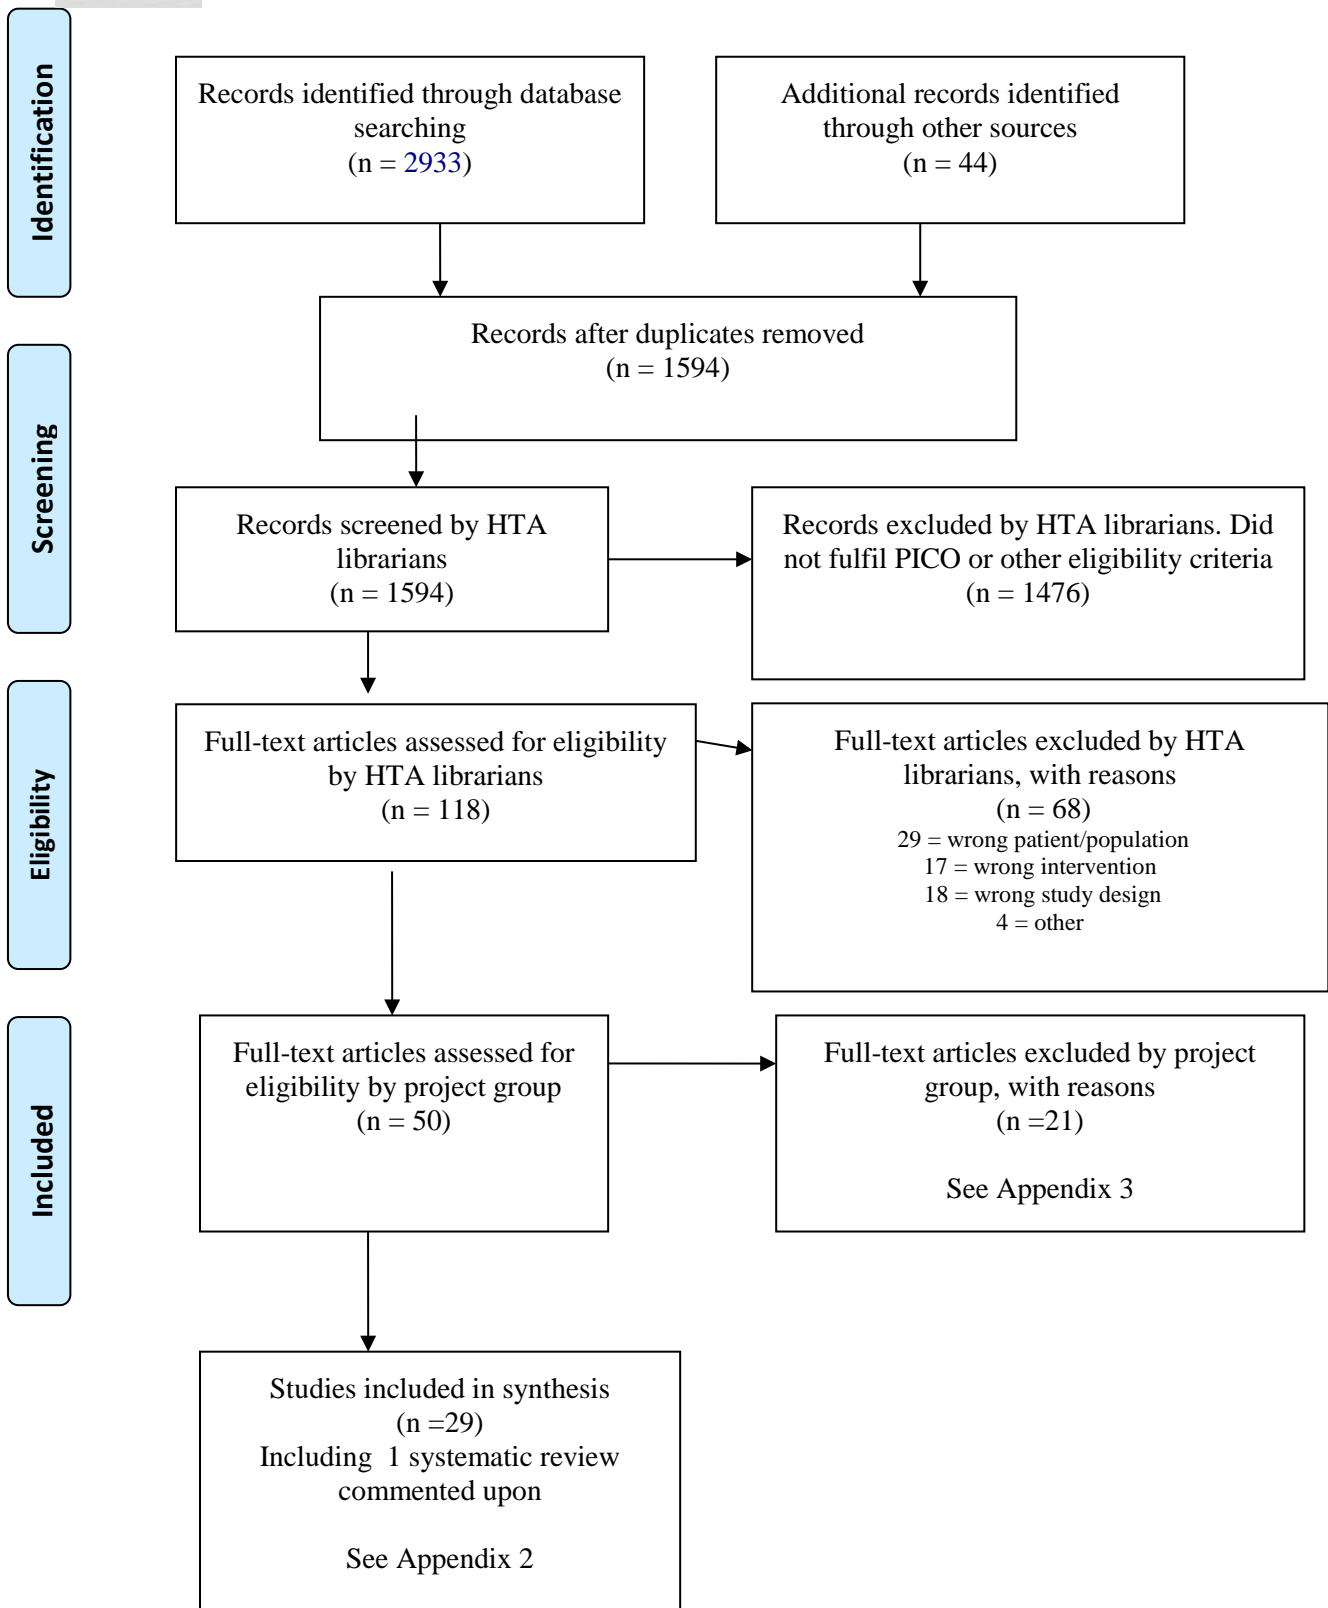 Identification
Records identified through database
searching
(n = 2933)
Additional records identified
through other sources
(n = 44)
Records after duplicates removed
(n = 1594)
Screening
Records screened by HTA
librarians
(n = 1594)
Records excluded by HTA librarians. Did
not fulfil PICO or other eligibility criteria
(n = 1476)
Eligibility
Full-text articles assessed for eligibility
by HTA librarians
(n = 118)
Full-text articles excluded by HTA
librarians, with reasons
(n = 68)
29 = wrong patient/population
17 = wrong intervention
18 = wrong study design
4 = other
Included
Full-text articles assessed for
eligibility by project group
(n = 50)
Full-text articles excluded by project
group, with reasons
(n =21)
See Appendix 3
Studies included in synthesis
(n =29)
Including  1 systematic review
commented upon
See Appendix 2